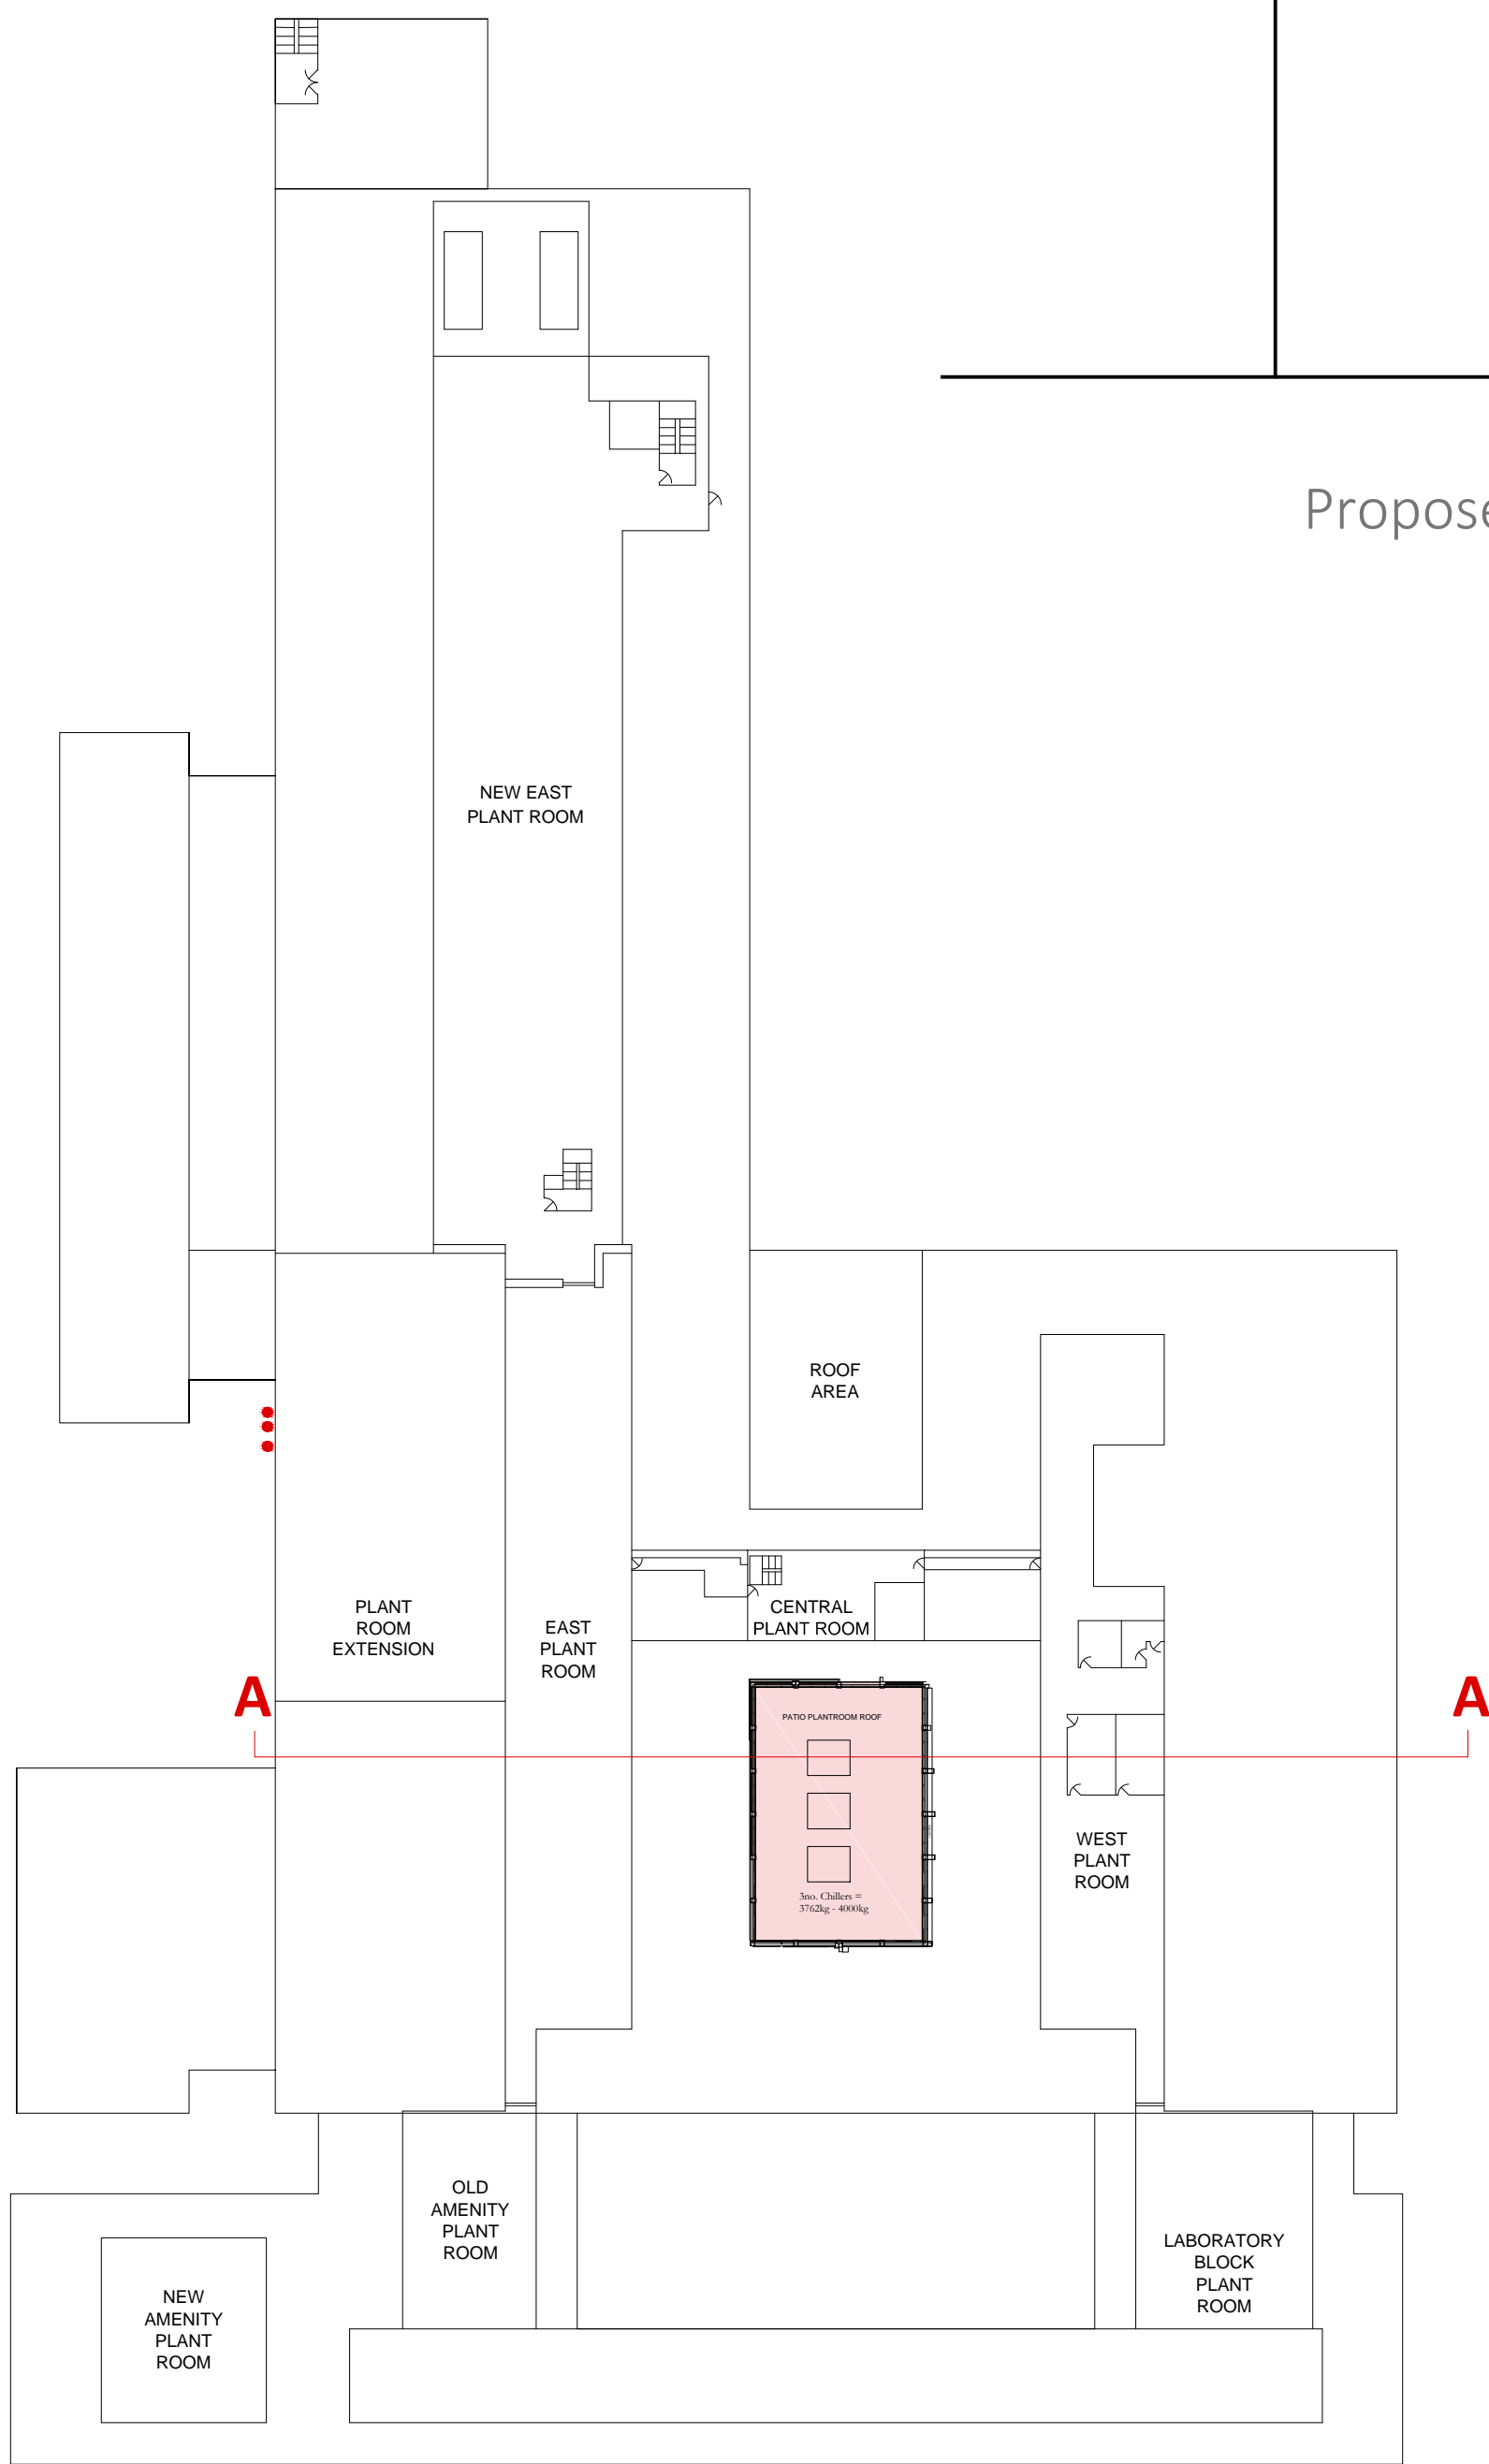 Propose
NEW EAST
PLANT ROOM
ROOF
AREA
PLANT
ROOM
EXTENSION
EAST
PLANT
ROOM
CENTRAL
PLANT ROOM
A
A
PATIO PLANTROOM ROOF
3no. Chillers =
3762kg - 4000kg
WEST
PLANT
ROOM
OLD
AMENITY
PLANT
ROOM
LABORATORY
BLOCK
PLANT
ROOM
NEW
AMENITY
PLANT
ROOM